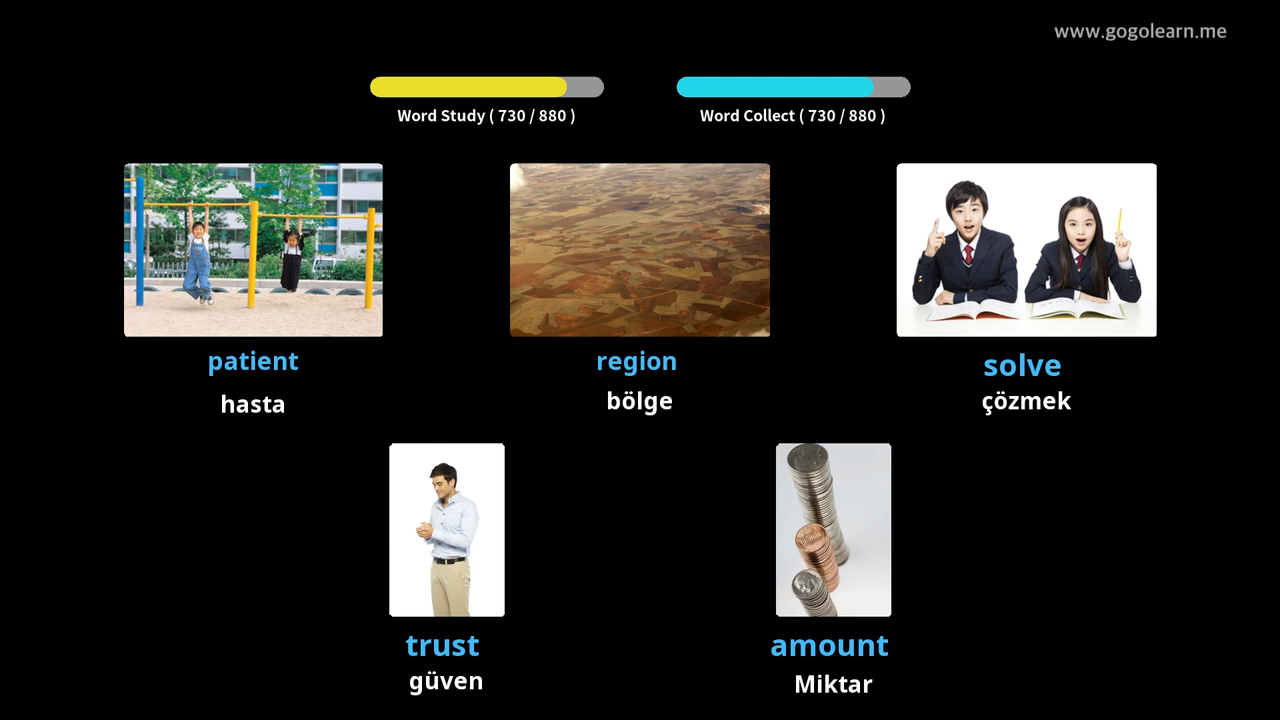 www.gogolearn.me
Word Study ( 730 / 880 )
Word Collect ( 730 / 880 )
patient
hasta
region
bölge
solve
çözmek
trust
güven
amount
Miktar